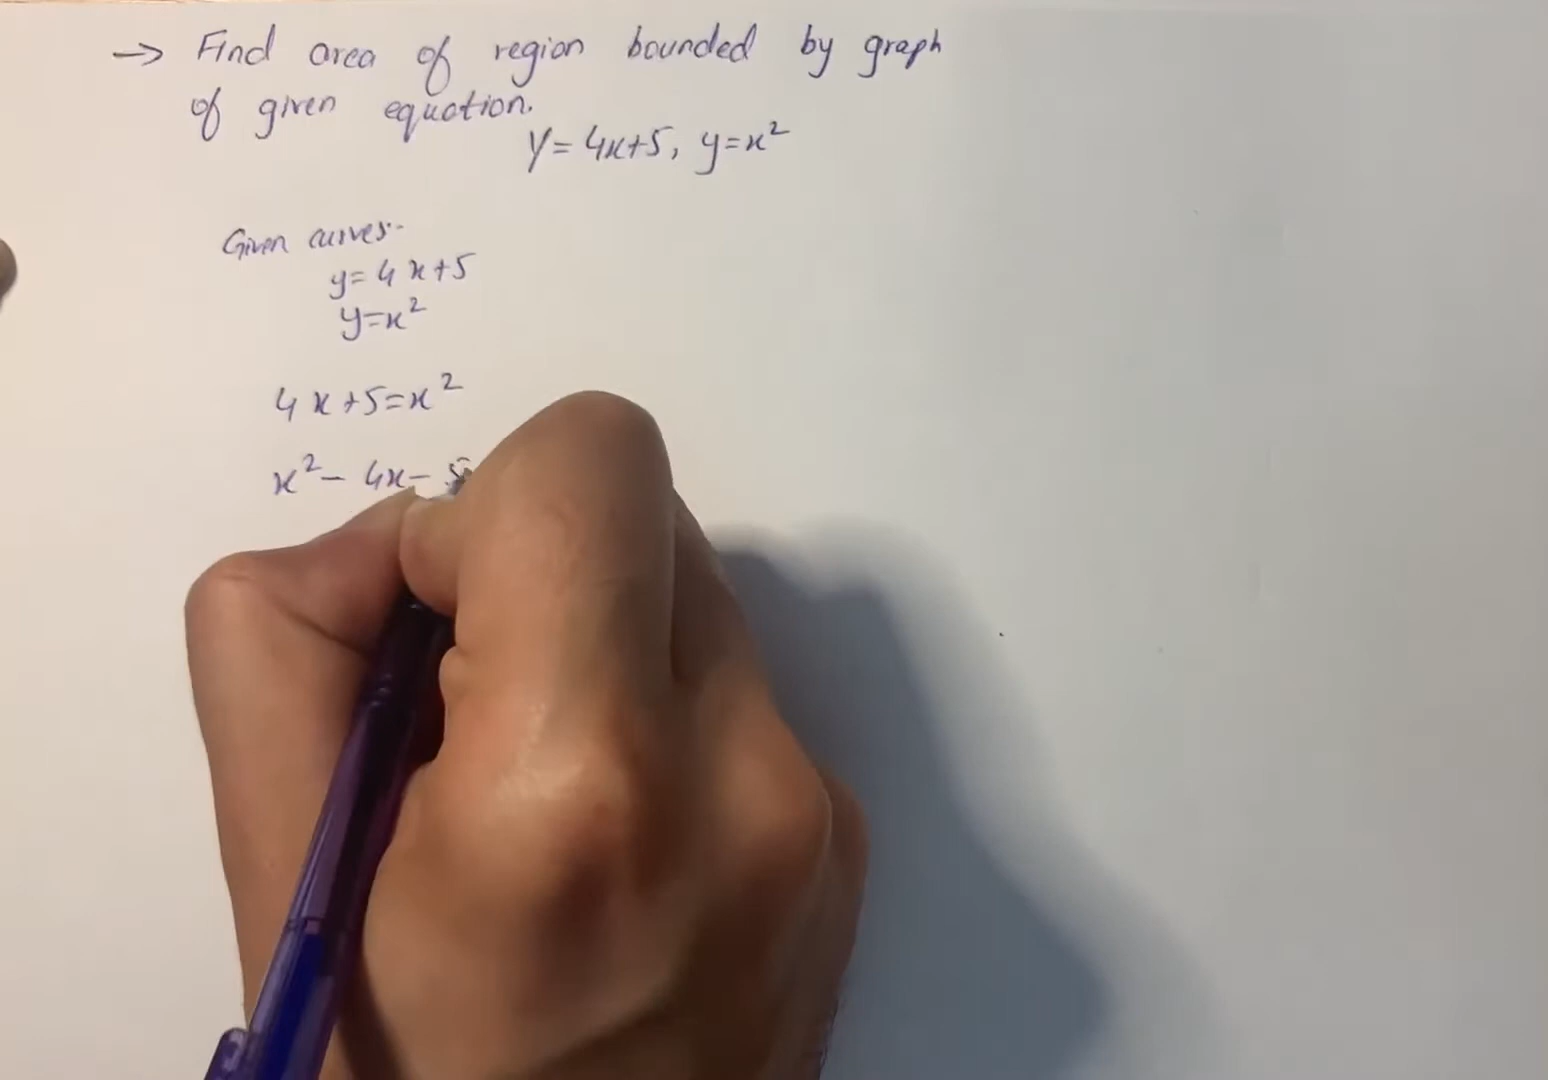 → Find area of region bounded by graph
of given equation.
y = 4x+5, y=x²
Given curves:-
y= 4x+5
y=x²
4x+5=x²
x² - 4x - 5